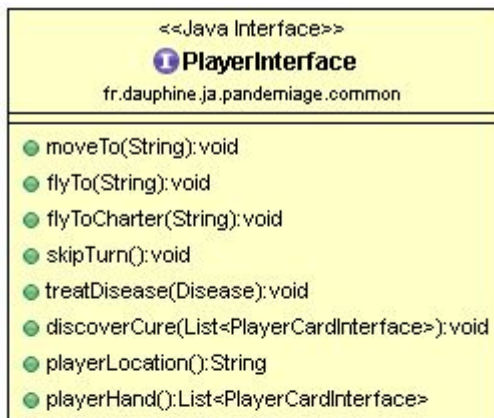 <<Java Interface>>
I PlayerInterface
fr.dauphine.ja.pandemiage.common
moveTo(String):void
flyTo(String):void
flyToCharter(String):void
skipTurn():void
treatDisease(Disease):void
discoverCure(List<PlayerCardInterface>):void
playerLocation():String
playerHand():List<PlayerCardInterface>